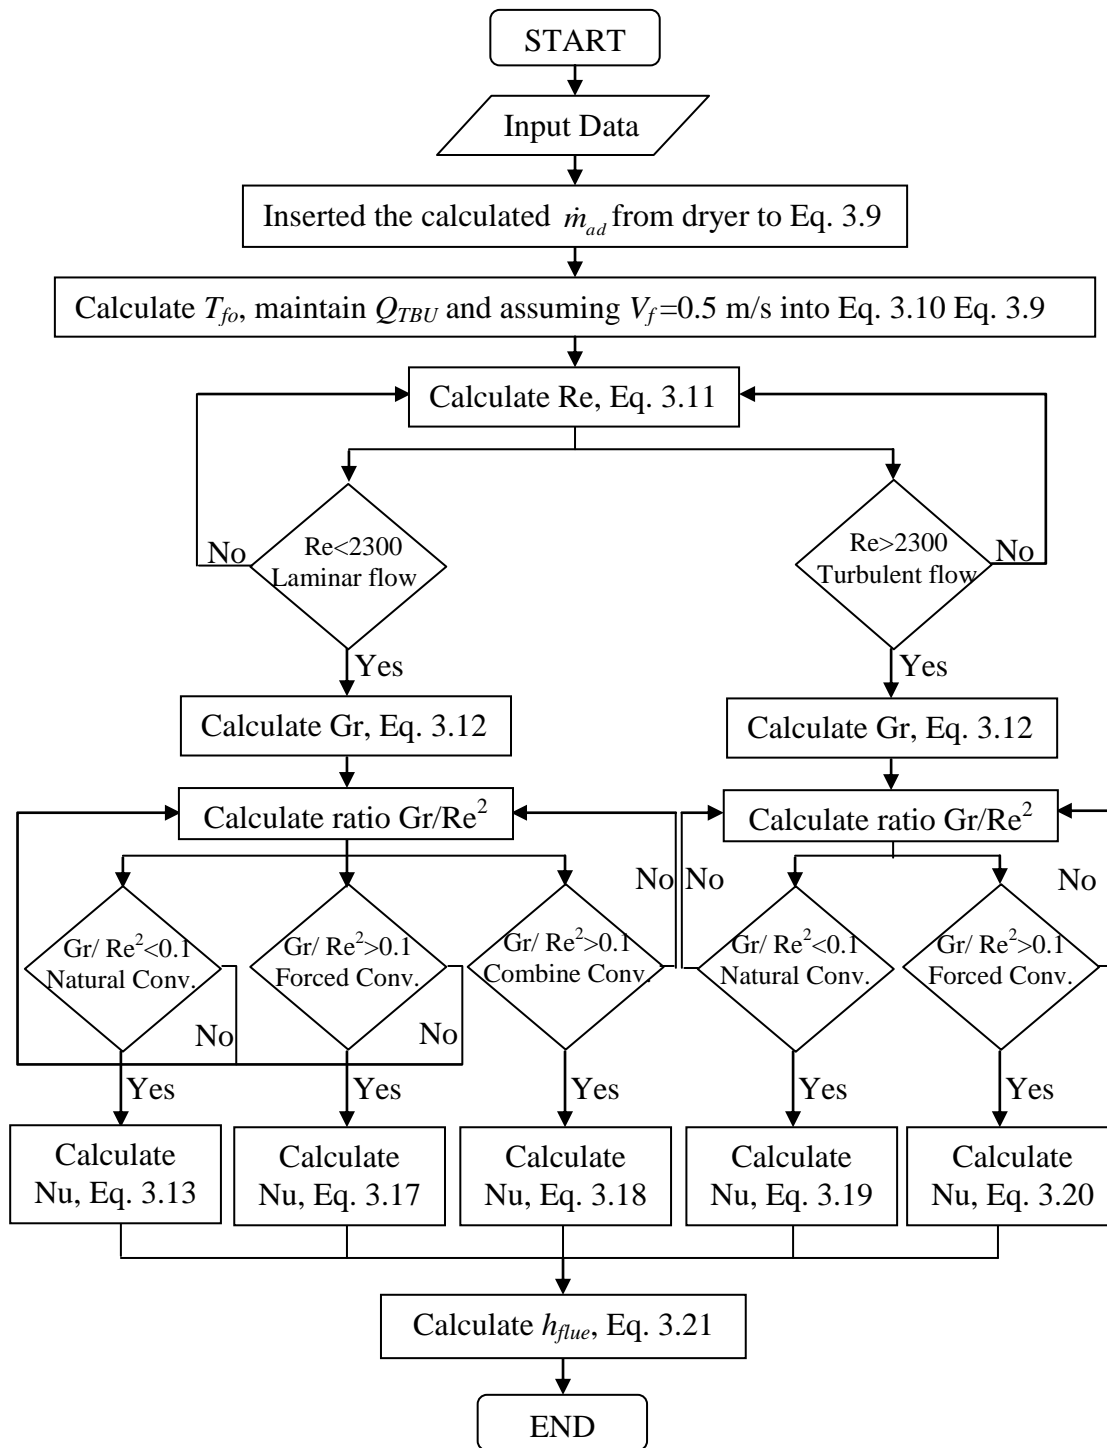 START
Input Data
Inserted the calculated ṁad from dryer to Eq. 3.9
Calculate Tfo, maintain QTBU and assuming Vf=0.5 m/s into Eq. 3.10 Eq. 3.9
Calculate Re, Eq. 3.11
No
Re<2300
Laminar flow
Re>2300
Turbulent flow
No
Yes
Yes
Calculate Gr, Eq. 3.12
Calculate Gr, Eq. 3.12
Calculate ratio Gr/Re²
Calculate ratio Gr/Re²
No
No
No
Gr/ Re²<0.1
Natural Conv.
Gr/ Re²>0.1
Forced Conv.
Gr/ Re²>0.1
Combine Conv.
Gr/ Re²<0.1
Natural Conv.
Gr/ Re²>0.1
Forced Conv.
No
No
Yes
Yes
Yes
Yes
Yes
Calculate
Nu, Eq. 3.13
Calculate
Nu, Eq. 3.17
Calculate
Nu, Eq. 3.18
Calculate
Nu, Eq. 3.19
Calculate
Nu, Eq. 3.20
Calculate hflue, Eq. 3.21
END